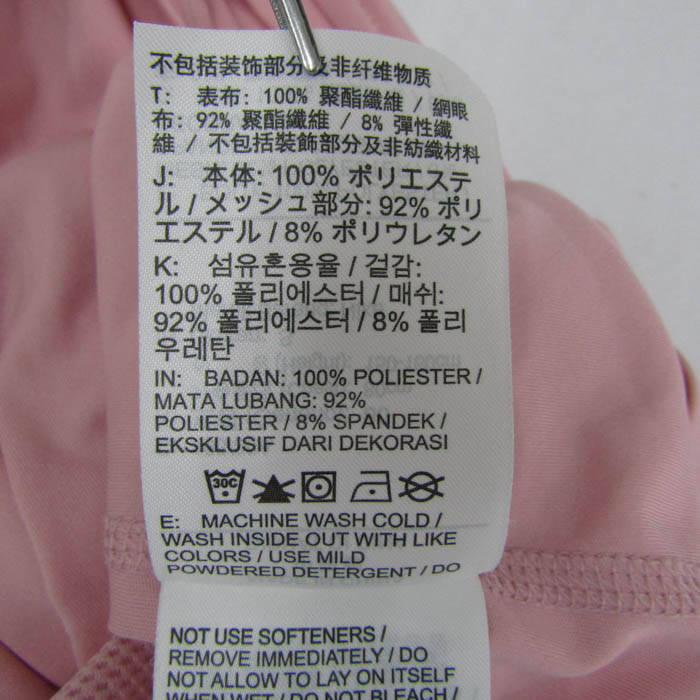 不包括装饰部分及非纤维物质
T: 表布: 100% 聚酯纖維 / 網眼
布: 92% 聚酯纖維 / 8% 彈性纖
維 / 不包括裝飾部分及非紡織材料
J: 本体: 100% ポリエステ
ル / メッシュ部分: 92% ポリ
エステル / 8% ポリウレタン
K: 섬유혼용율 / 겉감:
100% 폴리에스터 / 매쉬:
92% 폴리에스터 / 8% 폴리
우레탄
IN: BADAN: 100% POLIESTER /
MATA LUBANG: 92%
POLIESTER / 8% SPANDEK /
EKSKLUSIF DARI DEKORASI
30C
E: MACHINE WASH COLD /
WASH INSIDE OUT WITH LIKE
COLORS / USE MILD
POWDERED DETERGENT / DO
NOT USE SOFTENERS /
REMOVE IMMEDIATELY / DO
NOT ALLOW TO LAY ON ITSELF
WHEN WET / DO NOT BLEACH /